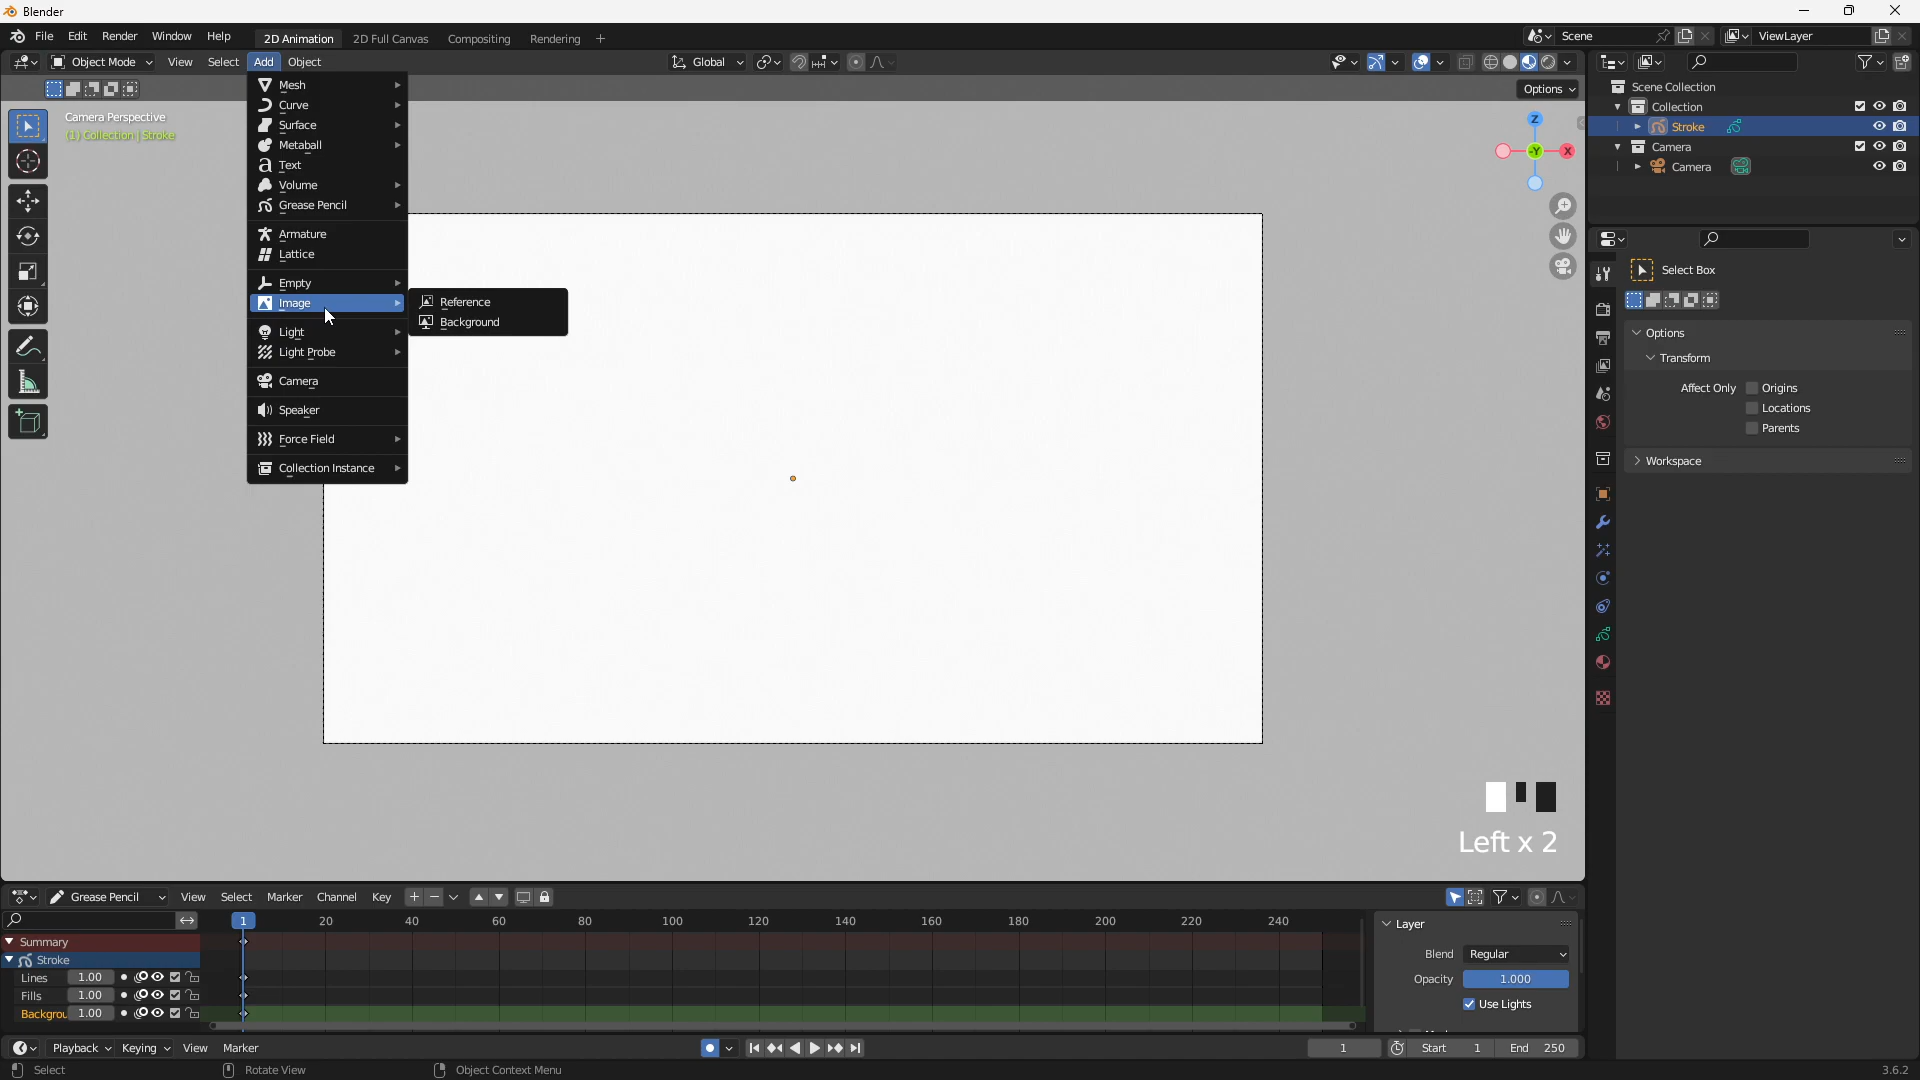 Blender
File Edit Render Window Help 2D Animation 2D Full Canvas Compositing Rendering Scene ViewLayer
Object Mode View Select Add Object Global
Options
Camera Perspective
(1) Collection | Stroke
Mesh
Curve
Surface
Metaball
Text
Volume
Grease Pencil
Armature
Lattice
Empty
Image
Light
Light Probe
Camera
Speaker
Force Field
Collection Instance
Reference
Background
Z
-Y
X
Left x 2
Scene Collection
Collection
Stroke
Camera
Camera
Select Box
Options
Transform
Affect Only Origins
Locations
Parents
Workspace
Grease Pencil View Select Marker Channel Key
1 20 40 60 80 100 120 140 160 180 200 220 240
Summary
Stroke
Lines 1.00
Fills 1.00
Backgrou 1.00
Layer
Blend Regular
Opacity 1.000
Use Lights
Playback Keying View Marker 1 Start 1 End 250
Select Rotate View Object Context Menu 3.6.2